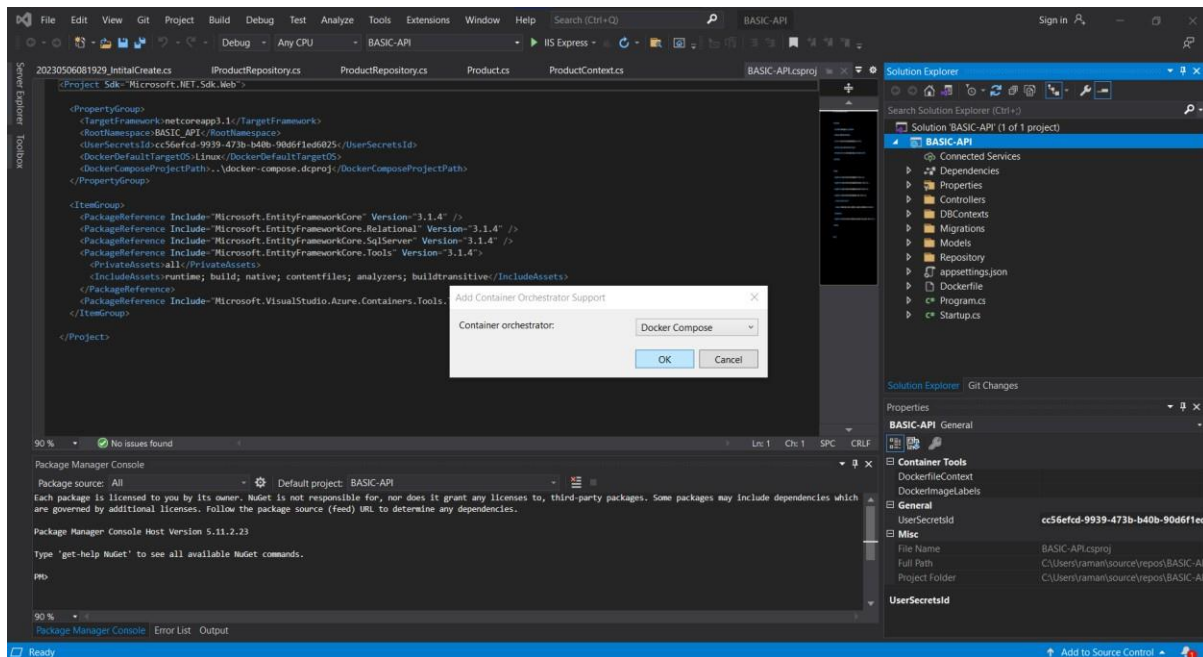 File Edit View Git Project Build Debug Test Analyze Tools Extensions Window Help Search (Ctrl+Q) BASIC-API Sign in
Debug Any CPU BASIC-API IIS Express
Server Explorer
Toolbox
20230506081929_IntitalCreate.cs IProductRepository.cs ProductRepository.cs Product.cs ProductContext.cs BASIC-API.csproj
<Project Sdk="Microsoft.NET.Sdk.Web">
<PropertyGroup>
<TargetFramework>netcoreapp3.1</TargetFramework>
<RootNamespace>BASIC_API</RootNamespace>
<UserSecretsId>cc56efcd-9939-473b-b40b-90d6f1ed6025</UserSecretsId>
<DockerDefaultTargetOS>Linux</DockerDefaultTargetOS>
<DockerComposeProjectPath>..\docker-compose.dcproj</DockerComposeProjectPath>
</PropertyGroup>
<ItemGroup>
<PackageReference Include="Microsoft.EntityFrameworkCore" Version="3.1.4" />
<PackageReference Include="Microsoft.EntityFrameworkCore.Relational" Version="3.1.4" />
<PackageReference Include="Microsoft.EntityFrameworkCore.SqlServer" Version="3.1.4" />
<PackageReference Include="Microsoft.EntityFrameworkCore.Tools" Version="3.1.4">
<PrivateAssets>all</PrivateAssets>
<IncludeAssets>runtime; build; native; contentfiles; analyzers; buildtransitive</IncludeAssets>
</PackageReference>
<PackageReference Include="Microsoft.VisualStudio.Azure.Containers.Tools.
</ItemGroup>
</Project>
Add Container Orchestrator Support
Container orchestrator: Docker Compose
OK Cancel
90 % No issues found Ln: 1 Ch: 1 SPC CRLF
Package Manager Console
Package source: All Default project: BASIC-API
Each package is licensed to you by its owner. NuGet is not responsible for, nor does it grant any licenses to, third-party packages. Some packages may include dependencies which
are governed by additional licenses. Follow the package source (feed) URL to determine any dependencies.
Package Manager Console Host Version 5.11.2.23
Type 'get-help NuGet' to see all available NuGet commands.
PM>
90 %
Package Manager Console Error List Output
Solution Explorer
Search Solution Explorer (Ctrl+;)
Solution 'BASIC-API' (1 of 1 project)
BASIC-API
Connected Services
Dependencies
Properties
Controllers
DBContexts
Migrations
Models
Repository
appsettings.json
Dockerfile
Program.cs
Startup.cs
Solution Explorer Git Changes
Properties
BASIC-API General
Container Tools
DockerfileContext
DockerImageLabels
General
UserSecretsId cc56efcd-9939-473b-b40b-90d6f1ec
Misc
File Name BASIC-API.csproj
Full Path C:\Users\raman\source\repos\BASIC-A
Project Folder C:\Users\raman\source\repos\BASIC-A
UserSecretsId
Ready Add to Source Control